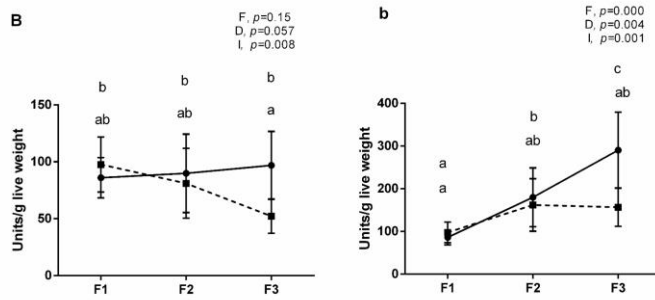 B
F, p=0.15
D, p=0.057
I, p=0.008
b b b
ab ab a
150
100
50
0
Units/g live weight
F1 F2 F3
b
F, p=0.000
D, p=0.004
I, p=0.001
c
ab
b
ab
a
a
400
300
200
100
0
Units/g live weight
F1 F2 F3